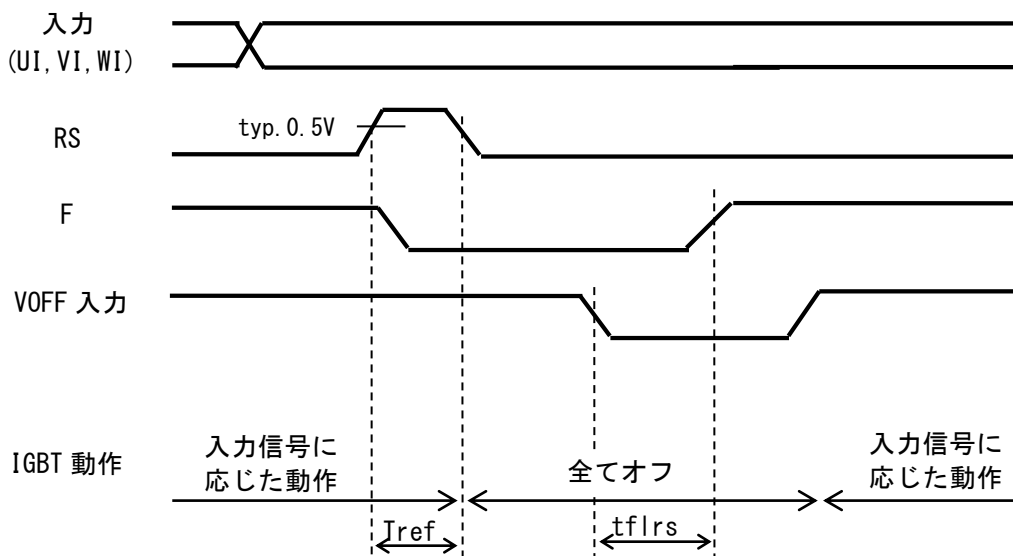 入力
(UI,VI,WI)
RS
typ.0.5V
F
VOFF 入力
IGBT 動作
入力信号に
応じた動作
全てオフ
入力信号に
応じた動作
Tref
tflrs